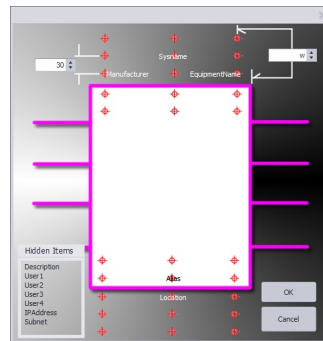 Sysname
30
w
Manufacturer EquipmentName
Hidden Items
Description
User1
User2
User3
User4
IPAddress
Subnet
Alias
Location
OK
Cancel